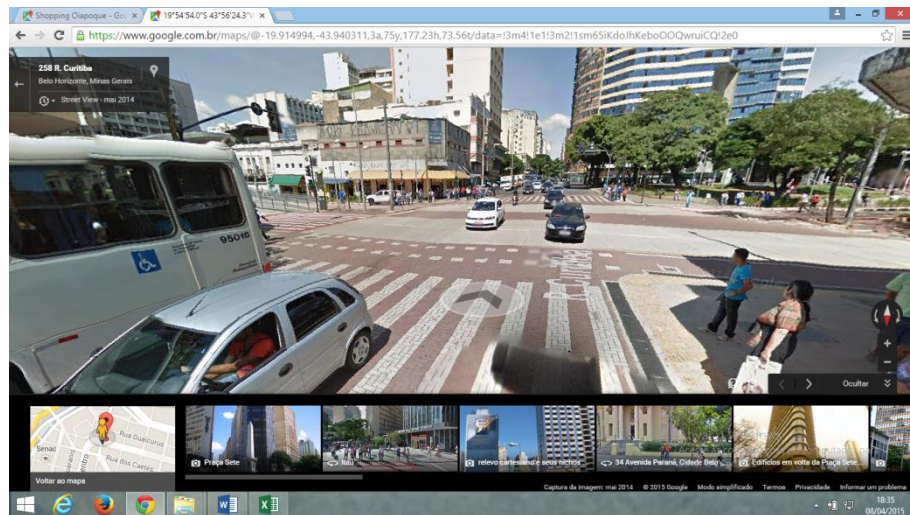 Shopping Oiapoque - Go
19°54'54.0"S 43°56'24.3"
https://www.google.com.br/maps/@-19.914994,-43.940311,3a,75y,177.23h,73.56t/data=!3m4!1e1!3m2!1sm65iKdoJhKeboOOQwruiCQ!2e0
258 R. Curitiba
Belo Horizonte, Minas Gerais
Street View - mai 2014
95016
R. Curitiba
Ocultar
Rua Guaicurus
Senac
Rua dos Caetés
Voltar ao mapa
Praça Sete
Itaú
relevo cartesiano e seus nichos
34 Avenida Paraná, Cidade Belo
Edifícios em volta da Praça Sete...
Captura da imagem: mai 2014 © 2015 Google Modo simplificado Termos Privacidade Informar um problema
18:35
08/04/2015